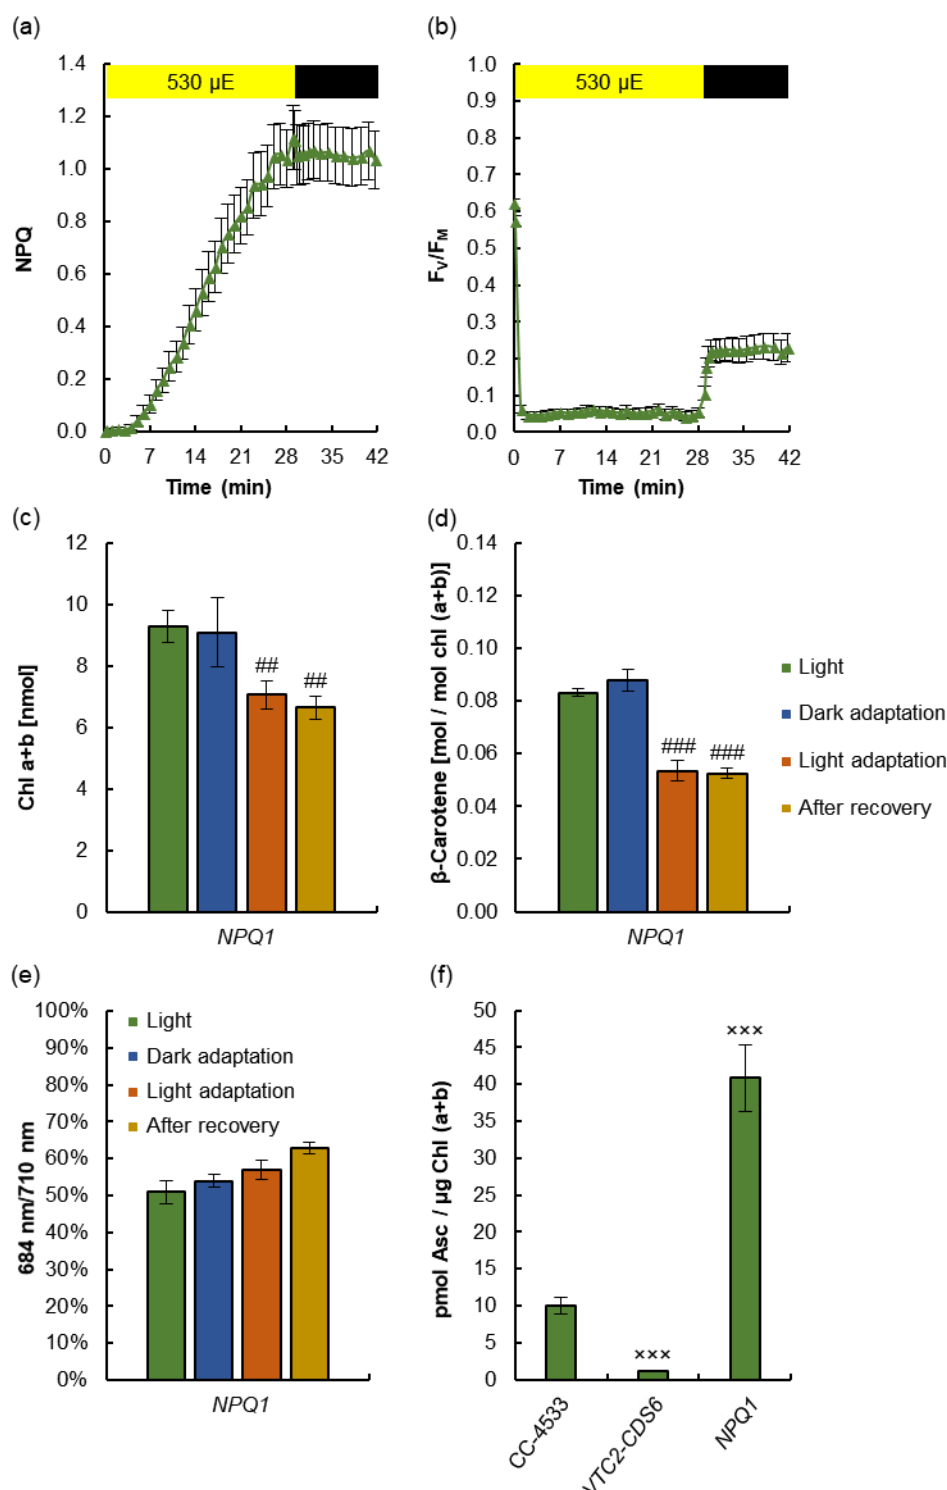 (a)
1.4
1.2
1.0
0.8
0.6
0.4
0.2
0.0
NPQ
530 µE
0 7 14 21 28 35 42
Time (min)
(b)
1.0
0.9
0.8
0.7
0.6
0.5
0.4
0.3
0.2
0.1
0.0
FV/FM
530 µE
0 7 14 21 28 35 42
Time (min)
(c)
12
10
8
6
4
2
0
Chl a+b [nmol]
## ##
NPQ1
(d)
0.14
0.12
0.10
0.08
0.06
0.04
0.02
0.00
β-Carotene [mol / mol chl (a+b)]
### ###
NPQ1
Light
Dark adaptation
Light adaptation
After recovery
(e)
100%
90%
80%
70%
60%
50%
40%
30%
20%
10%
0%
684 nm/710 nm
Light
Dark adaptation
Light adaptation
After recovery
NPQ1
(f)
50
45
40
35
30
25
20
15
10
5
0
pmol Asc / µg Chl (a+b)
×××
×××
CC-4533
VTC2-CDS6
NPQ1